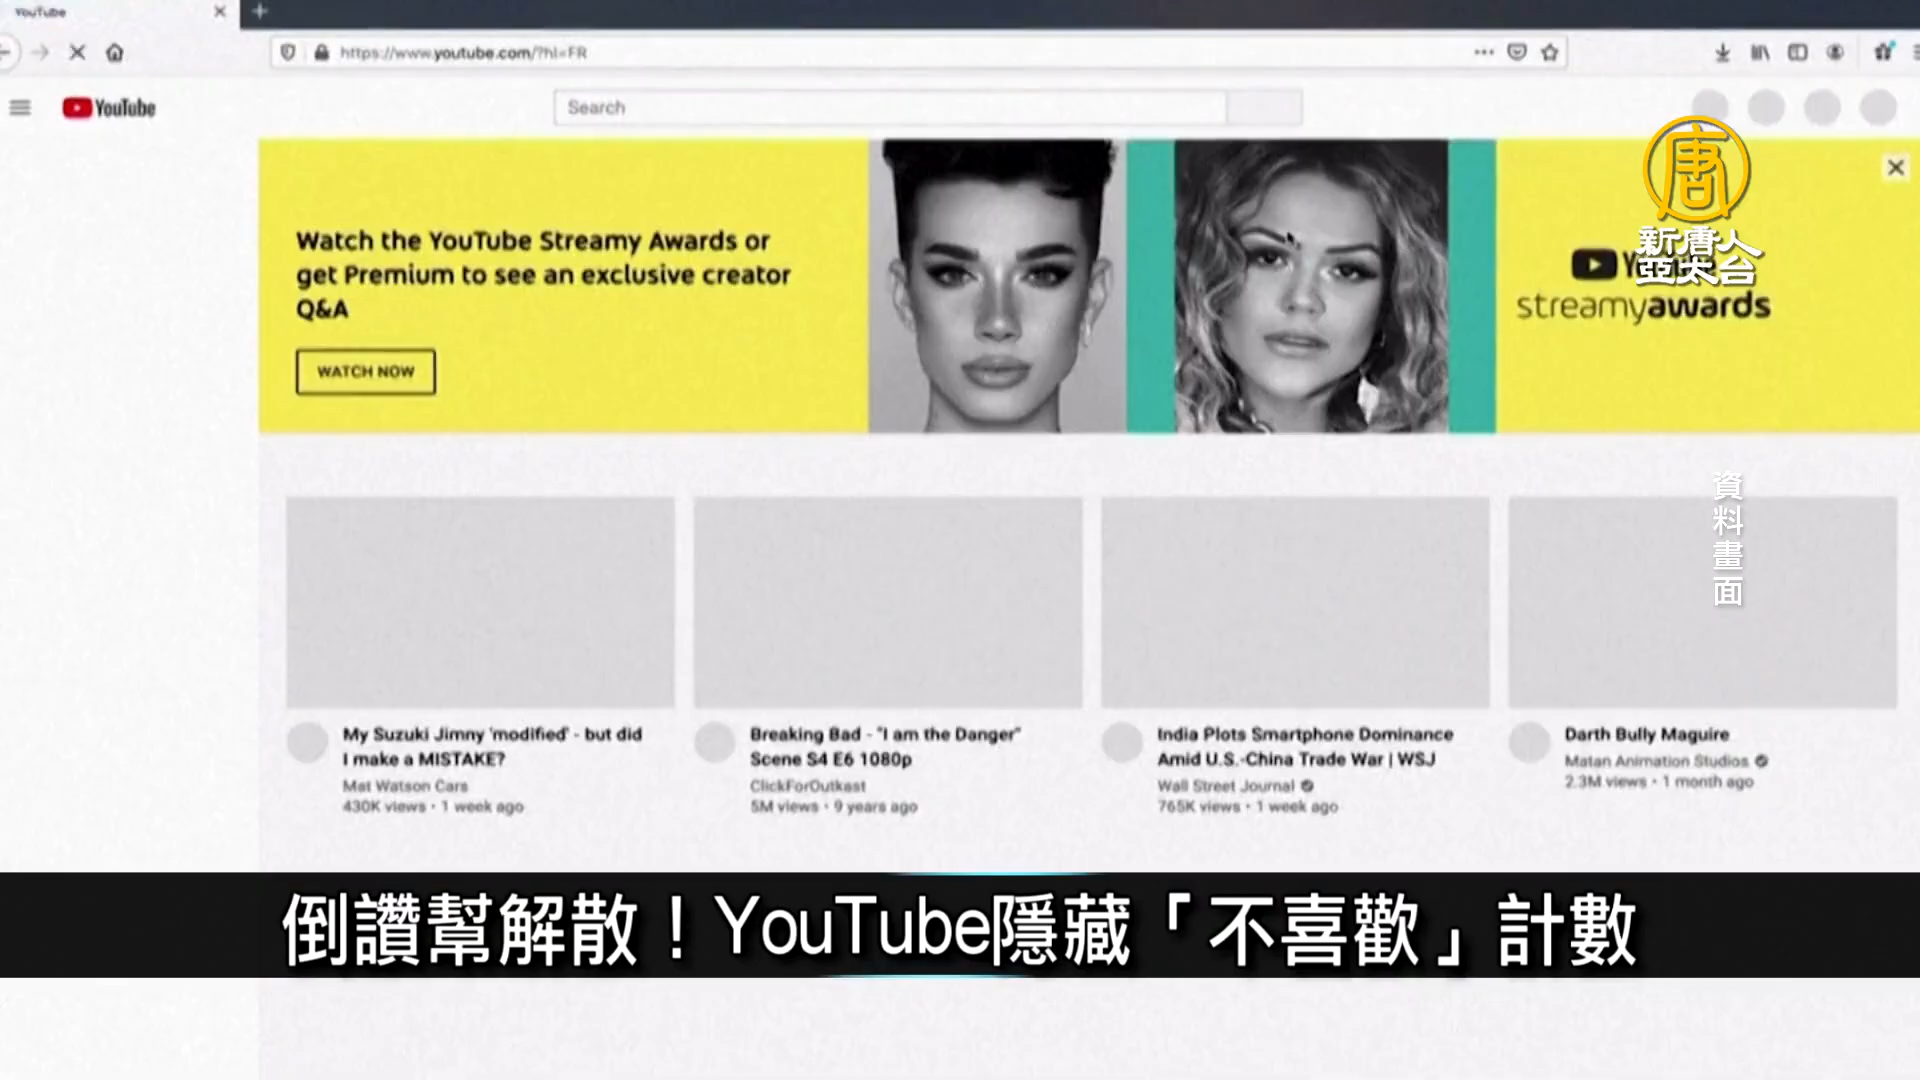 YouTube
https://www.youtube.com/?hl=FR
YouTube
Search
Watch the YouTube Streamy Awards or
get Premium to see an exclusive creator
Q&A
WATCH NOW
streamyawards
唐
新唐人
亞太台
資料畫面
My Suzuki Jimny 'modified' - but did
I make a MISTAKE?
Mat Watson Cars
430K views • 1 week ago
Breaking Bad - "I am the Danger"
Scene S4 E6 1080p
ClickForOutkast
5M views • 9 years ago
India Plots Smartphone Dominance
Amid U.S.-China Trade War | WSJ
Wall Street Journal
765K views • 1 week ago
Darth Bully Maguire
Matan Animation Studios
2.3M views • 1 month ago
倒讚幫解散！YouTube隱藏「不喜歡」計數